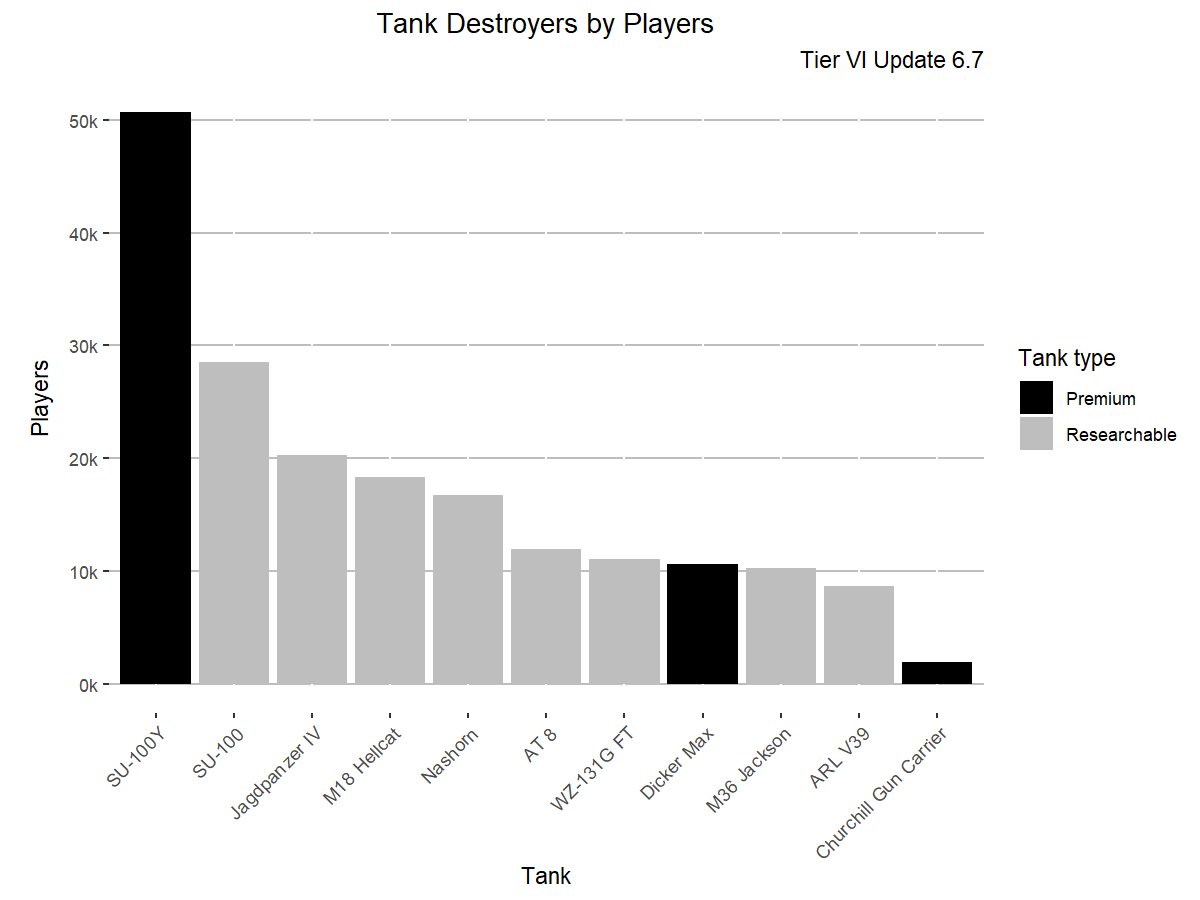 Tank Destroyers by Players
Tier VI Update 6.7
Players
50k
40k
30k
20k
10k
0k
SU-100Y
SU-100
Jagdpanzer IV
M18 Hellcat
Nashorn
AT 8
WZ-131G FT
Dicker Max
M36 Jackson
ARL V39
Churchill Gun Carrier
Tank
Tank type
Premium
Researchable